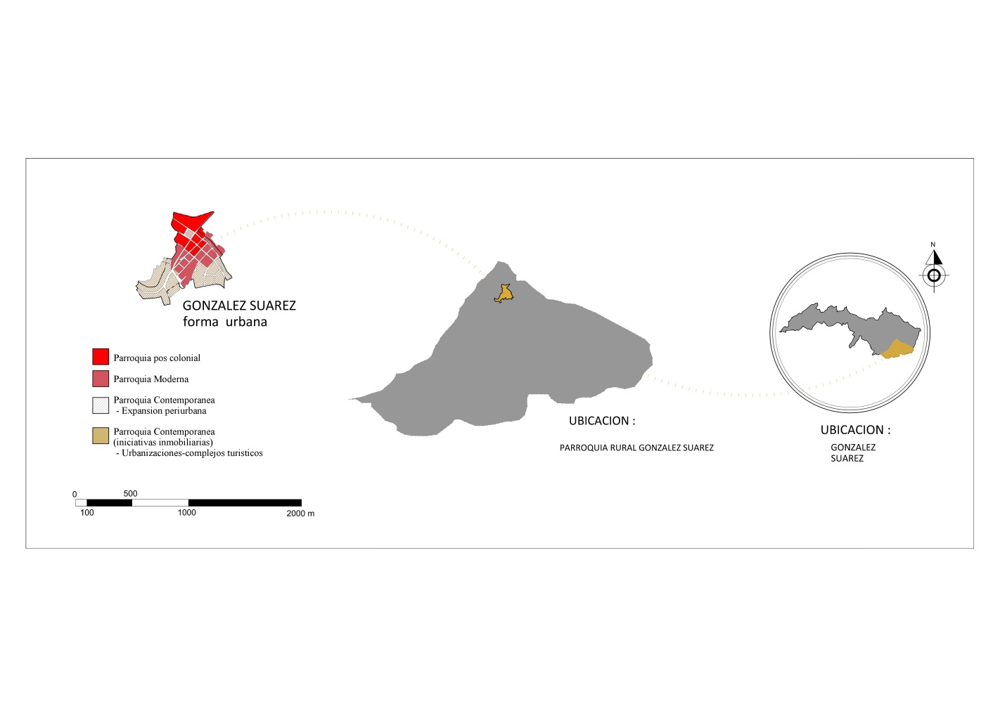 GONZALEZ SUAREZ
forma urbana
Parroquia pos colonial
Parroquia Moderna
Parroquia Contemporanea
- Expansion periurbana
Parroquia Contemporanea
(iniciativas inmobiliarias)
- Urbanizaciones-complejos turisticos
0 500
100 1000 2000 m
UBICACION :
PARROQUIA RURAL GONZALEZ SUAREZ
N
UBICACION :
GONZALEZ
SUAREZ